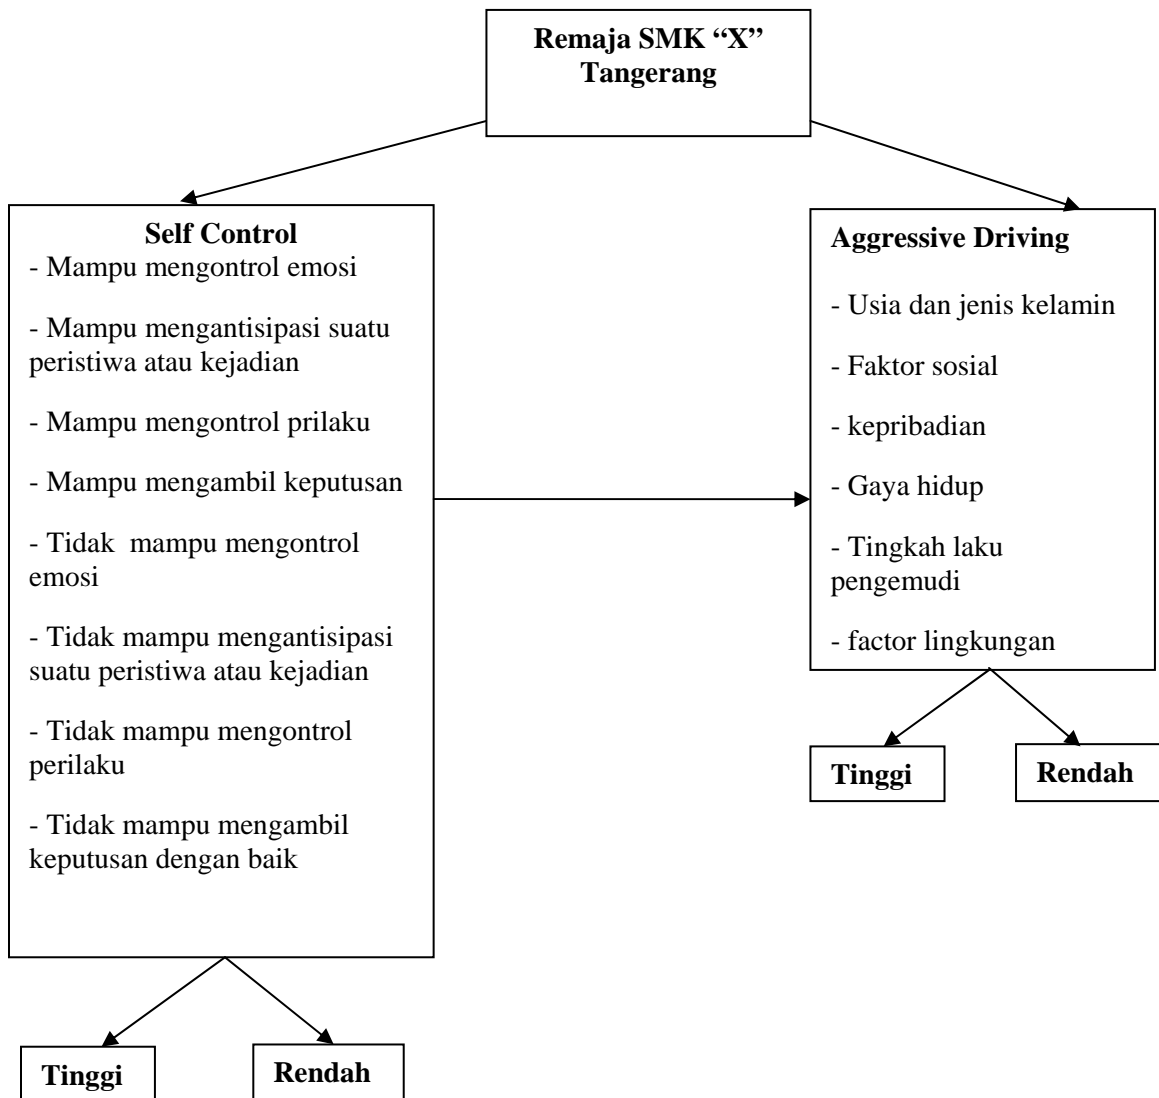 Remaja SMK “X”
Tangerang
Self Control
- Mampu mengontrol emosi
- Mampu mengantisipasi suatu
peristiwa atau kejadian
- Mampu mengontrol prilaku
- Mampu mengambil keputusan
- Tidak  mampu mengontrol
emosi
- Tidak mampu mengantisipasi
suatu peristiwa atau kejadian
- Tidak mampu mengontrol
perilaku
- Tidak mampu mengambil
keputusan dengan baik
Tinggi
Rendah
Aggressive Driving
- Usia dan jenis kelamin
- Faktor sosial
- kepribadian
- Gaya hidup
- Tingkah laku
pengemudi
- factor lingkungan
Tinggi
Rendah